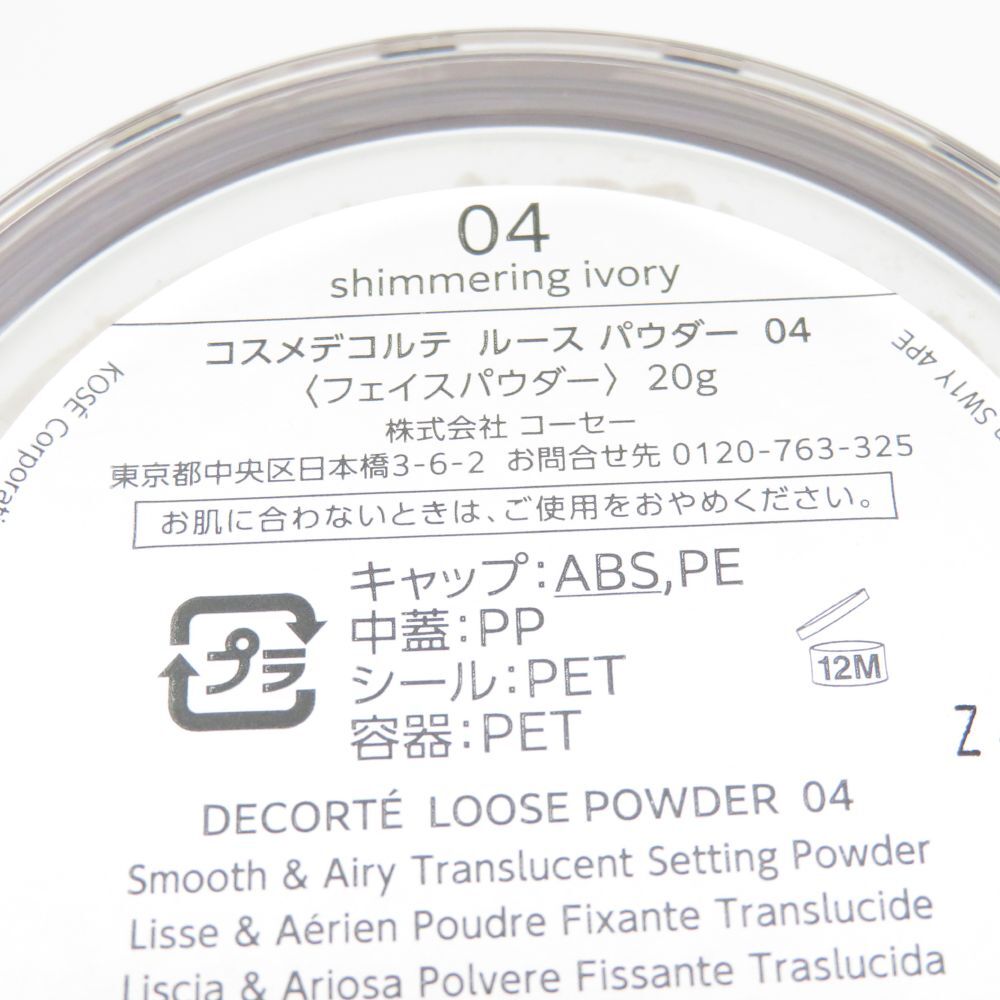 04
shimmering ivory
コスメデコルテ ルース パウダー 04
〈フェイスパウダー〉 20g
株式会社 コーセー
東京都中央区日本橋3-6-2 お問合せ先 0120-763-325
お肌に合わないときは、ご使用をおやめください。
プラ
キャップ:ABS,PE
中蓋:PP
シール:PET
容器:PET
12M
Z
DECORTÉ LOOSE POWDER 04
Smooth & Airy Translucent Setting Powder
Lisse & Aérien Poudre Fixante Translucide
Liscia & Ariosa Polvere Fissante Traslucida
KOSÉ
SW1Y 4PE